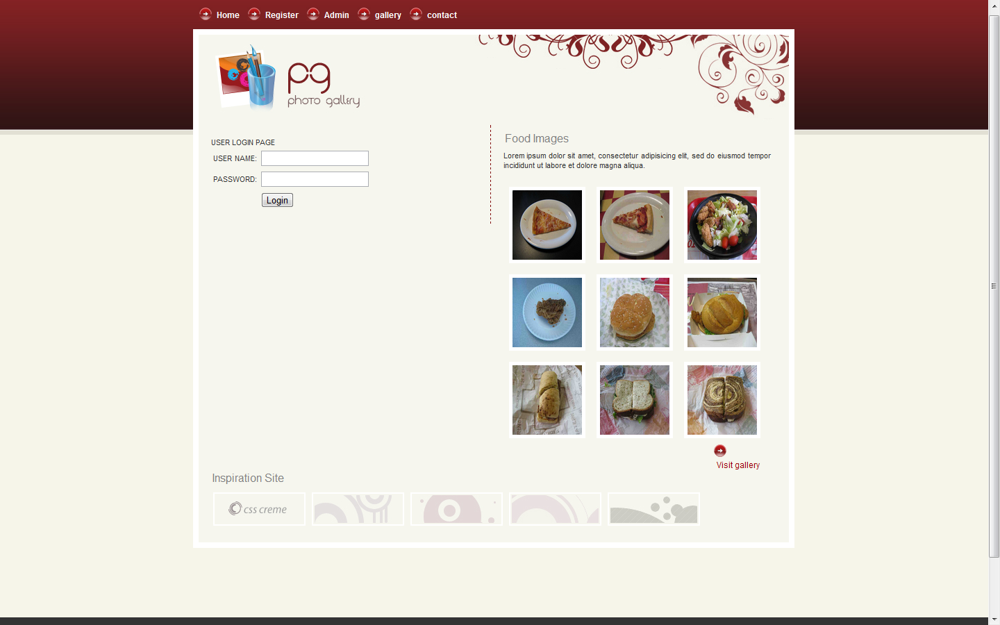 Home Register Admin gallery contact
pg
photo gallery
USER LOGIN PAGE
USER NAME:
PASSWORD:
Login
Food Images
Lorem ipsum dolor sit amet, consectetur adipisicing elit, sed do eiusmod tempor
incididunt ut labore et dolore magna aliqua.
Visit gallery
Inspiration Site
css creme